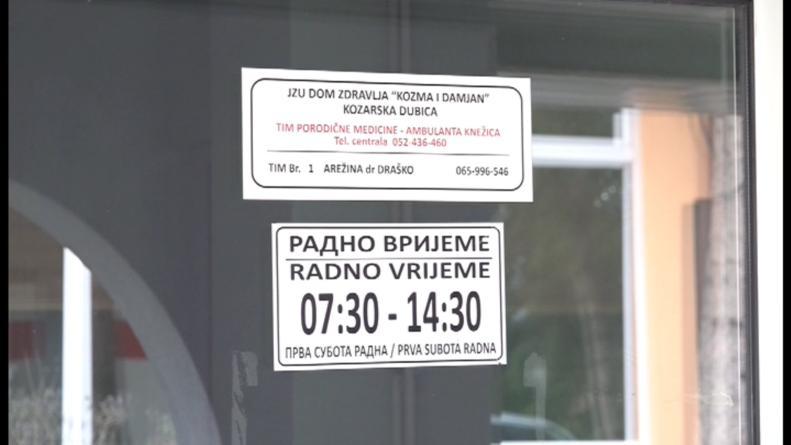 JZU DOM ZDRAVLJA "KOZMA I DAMJAN"
KOZARSKA DUBICA
TIM PORODIČNE MEDICINE - AMBULANTA KNEŽICA
Tel. centrala 052-436-460
TIM Br. 1 AREŽINA dr DRAŠKO 065-996-546
РАДНО ВРИЈЕМЕ
RADNO VRIJEME
07:30 - 14:30
ПРВА СУБОТА РАДНА / PRVA SUBOTA RADNA